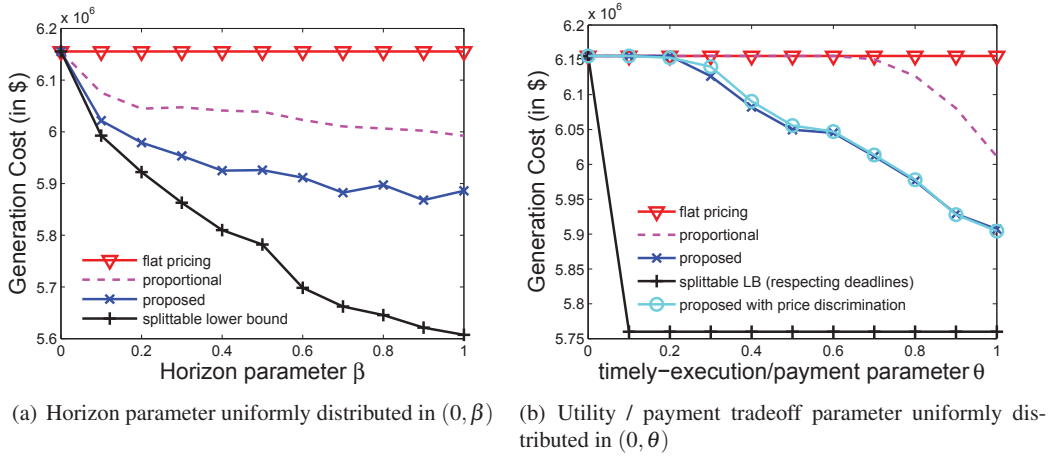 x 10⁶
6.2
6.1
6
5.9
5.8
5.7
5.6
Generation Cost (in $)
flat pricing
proportional
proposed
splittable lower bound
0 0.2 0.4 0.6 0.8 1
Horizon parameter β
(a) Horizon parameter uniformly distributed in (0, β)
x 10⁶
6.2
6.15
6.1
6.05
6
5.95
5.9
5.85
5.8
5.75
Generation Cost (in $)
flat pricing
proportional
proposed
splittable LB (respecting deadlines)
proposed with price discrimination
0 0.2 0.4 0.6 0.8 1
timely−execution/payment parameter θ
(b) Utility / payment tradeoff parameter uniformly dis-
tributed in (0, θ)